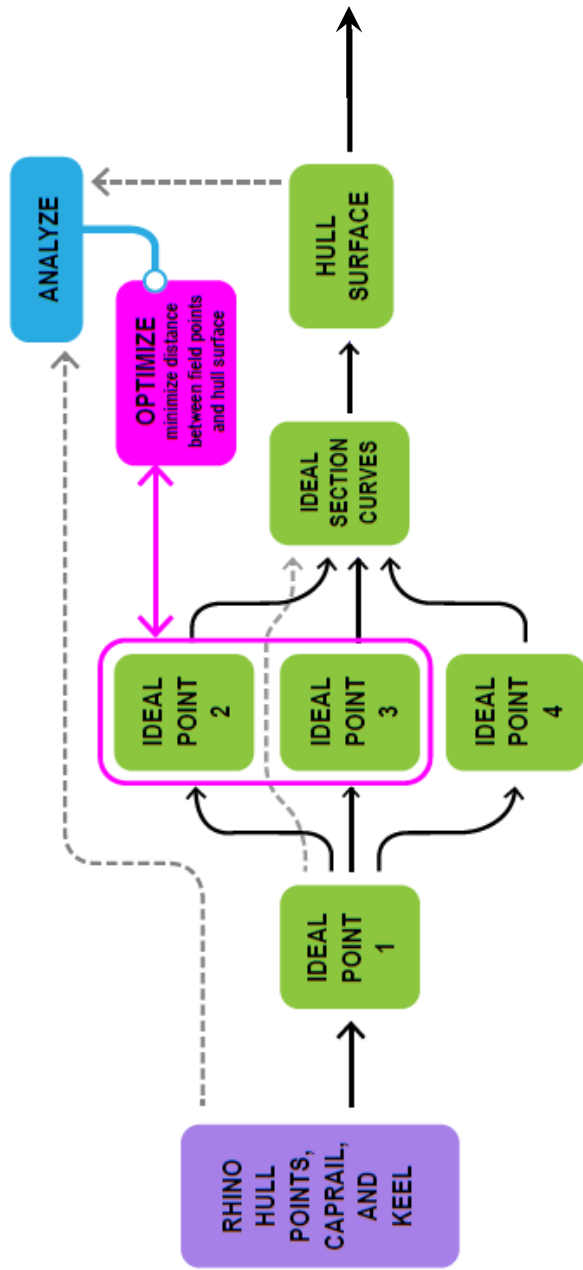 RHINO
HULL
POINTS,
CAPRAIL,
AND
KEEL
IDEAL
POINT
1
IDEAL
POINT
2
IDEAL
POINT
3
IDEAL
POINT
4
IDEAL
SECTION
CURVES
OPTIMIZE
minimize distance
between field points
and hull surface
ANALYZE
HULL
SURFACE